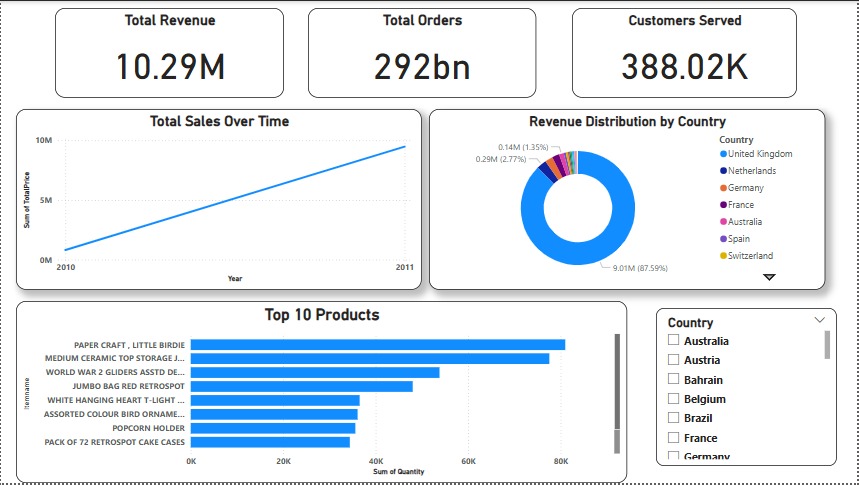 Total Revenue
10.29M
Total Orders
292bn
Customers Served
388.02K
Total Sales Over Time
Sum of TotalPrice
10M
5M
0M
2010
2011
Year
Revenue Distribution by Country
0.14M (1.35%)
0.29M (2.77%)
9.01M (87.59%)
Country
United Kingdom
Netherlands
Germany
France
Australia
Spain
Switzerland
Top 10 Products
Itemname
PAPER CRAFT , LITTLE BIRDIE
MEDIUM CERAMIC TOP STORAGE J...
WORLD WAR 2 GLIDERS ASSTD DE...
JUMBO BAG RED RETROSPOT
WHITE HANGING HEART T-LIGHT ...
ASSORTED COLOUR BIRD ORNAME...
POPCORN HOLDER
PACK OF 72 RETROSPOT CAKE CASES
0K
20K
40K
60K
80K
Sum of Quantity
Country
Australia
Austria
Bahrain
Belgium
Brazil
France
Germany